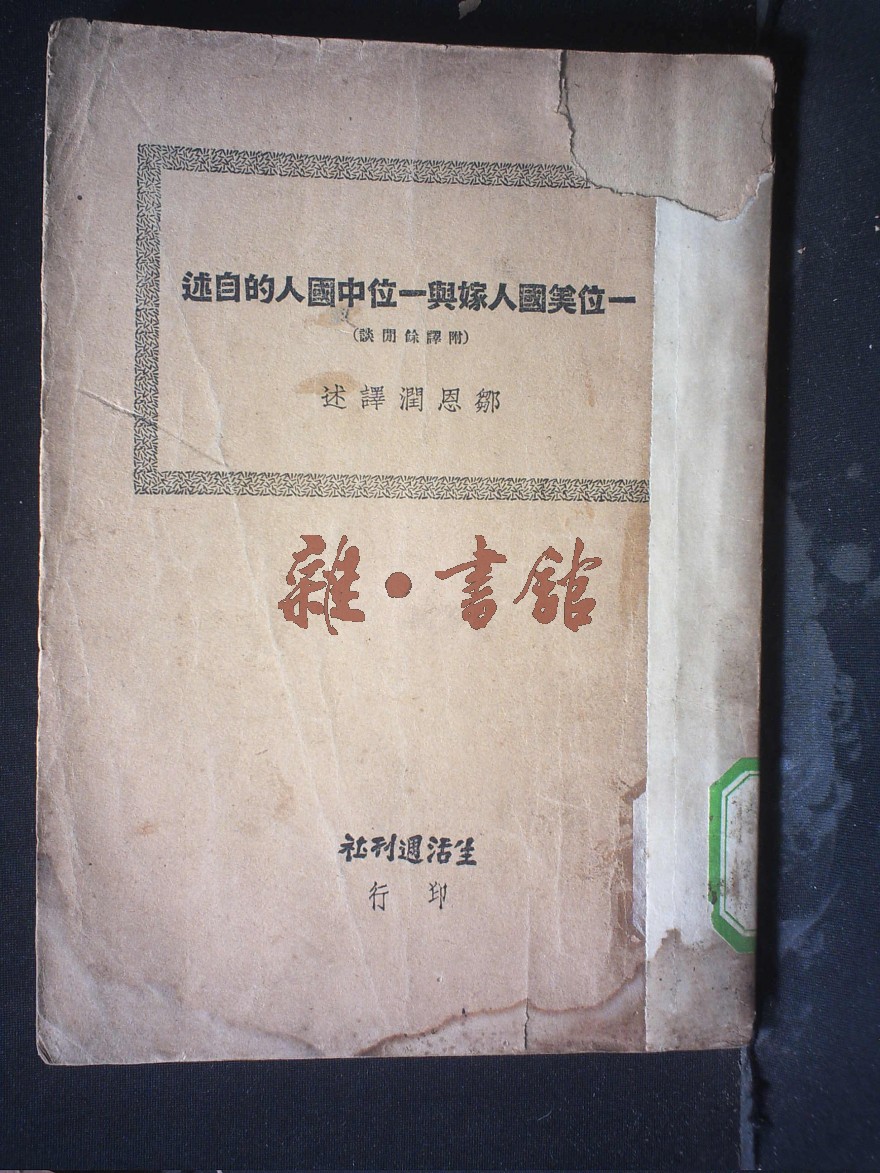 一位美國人嫁與一位中國人的自述
(附譯餘閒談)
鄒恩潤譯述
雜·書館
生活週刊社
印行